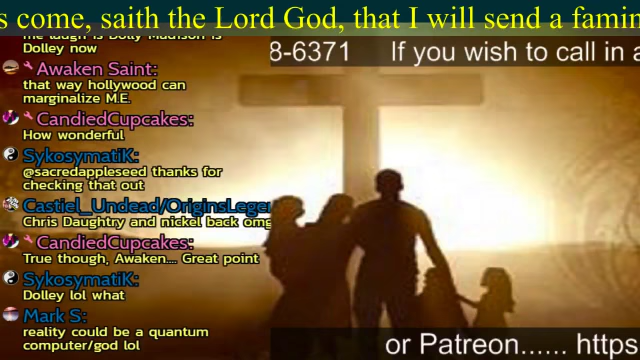 s come, saith the Lord God, that I will send a famin
me laugh is Dolly Madison is
Dolley now
8-6371 If you wish to call in a
Awaken Saint:
that way hollywood can
marginalize M.E.
CandiedCupcakes:
How wonderful
SykosymatiK:
@sacredappleseed thanks for
checking that out
Castiel_Undead/OriginsLegen
Chris Daughtry and nickel back omg
CandiedCupcakes:
True though, Awaken.... Great point
SykosymatiK:
Dolley lol what
Mark S:
reality could be a quantum
computer/god lol
or Patreon...... https